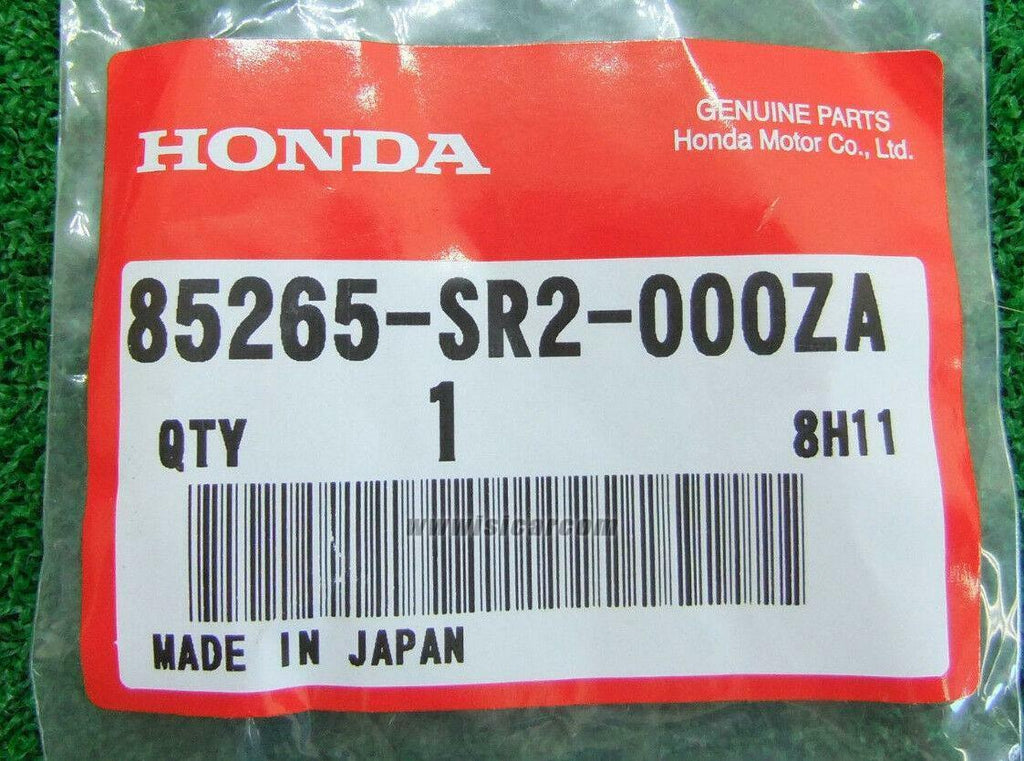 HONDA
GENUINE PARTS
Honda Motor Co., Ltd.
85265-SR2-000ZA
QTY 1 8H11
www.isicar.com
MADE IN JAPAN